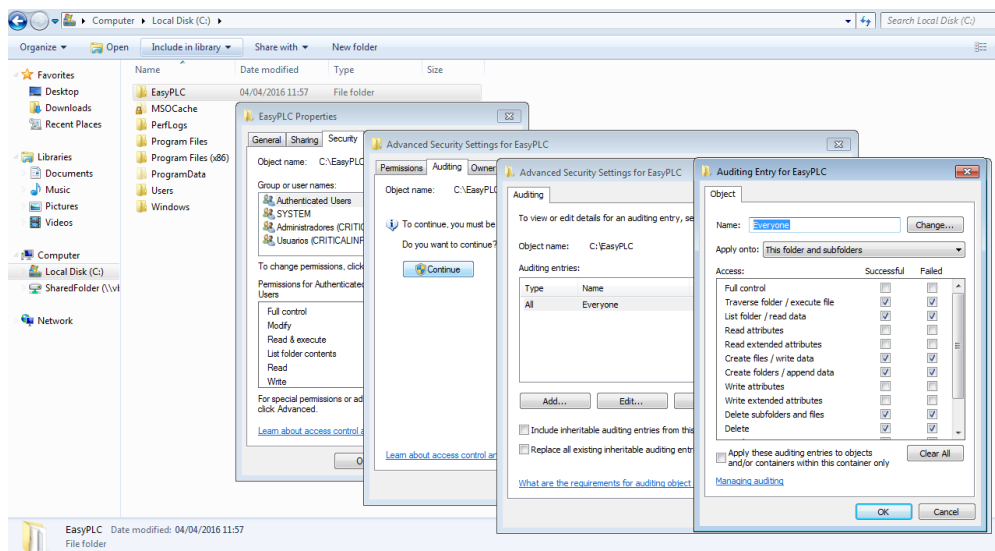 Computer ▸ Local Disk (C:) ▸
Search Local Disk (C:)
Organize Open Include in library Share with New folder
Favorites
Desktop
Downloads
Recent Places
Libraries
Documents
Music
Pictures
Videos
Computer
Local Disk (C:)
SharedFolder (\\
Network
Name Date modified Type Size
EasyPLC 04/04/2016 11:57 File folder
MSOCache
PerfLogs
Program Files
Program Files (x86)
ProgramData
Users
Windows
EasyPLC Properties
General Sharing Security
Object name: C:\EasyPLC
Group or user names:
Authenticated Users
SYSTEM
Administradores (CRITIC
Usuarios (CRITICALINF
To change permissions, click
Permissions for Authenticated
Users
Full control
Modify
Read & execute
List folder contents
Read
Write
For special permissions or ad
click Advanced.
Learn about access control a
O
Advanced Security Settings for EasyPLC
Permissions Auditing Owner
Object name: C:\EasyPLC
To continue, you must be
Do you want to continue?
Continue
Learn about access control an
Advanced Security Settings for EasyPLC
Auditing
To view or edit details for an auditing entry, se
Object name: C:\EasyPLC
Auditing entries:
Type Name
All Everyone
Add... Edit...
Include inheritable auditing entries from this
Replace all existing inheritable auditing entr
What are the requirements for auditing object
Auditing Entry for EasyPLC
Object
Name: Everyone Change...
Apply onto: This folder and subfolders
Access: Successful Failed
Full control
Traverse folder / execute file
List folder / read data
Read attributes
Read extended attributes
Create files / write data
Create folders / append data
Write attributes
Write extended attributes
Delete subfolders and files
Delete
Apply these auditing entries to objects
and/or containers within this container only
Clear All
Managing auditing
OK Cancel
EasyPLC Date modified: 04/04/2016 11:57
File folder